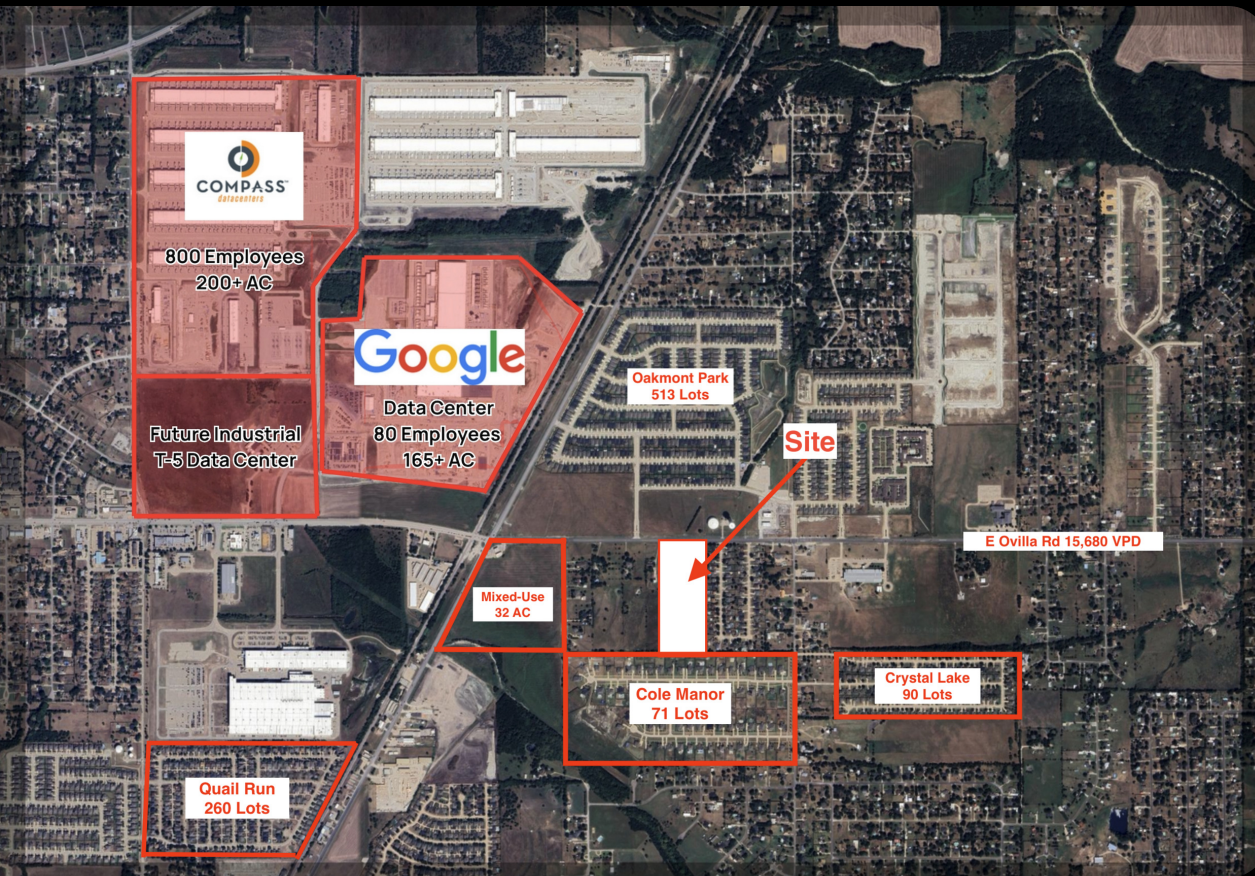 COMPASS™
datacenters
800 Employees
200+ AC
Google
Data Center
80 Employees
165+ AC
Future Industrial
T-5 Data Center
Oakmont Park
513 Lots
Site
E Ovilla Rd 15,680 VPD
Mixed-Use
32 AC
Cole Manor
71 Lots
Crystal Lake
90 Lots
Quail Run
260 Lots